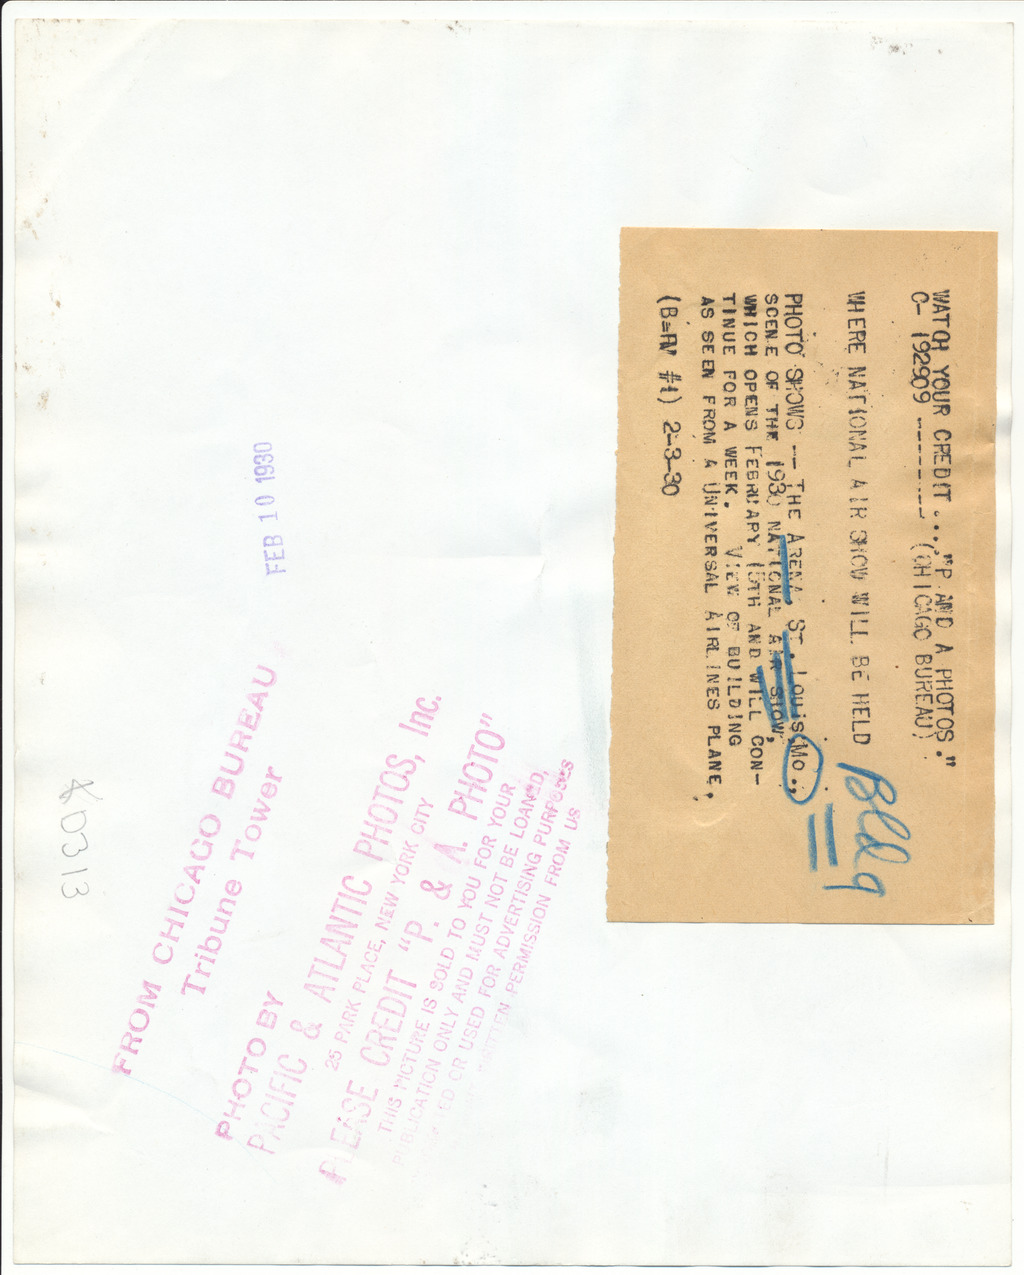 WATCH YOUR CREDIT... "P AND A PHOTOS."
C- 192909 -------- (CHICAGO BUREAU)
WHERE NATIONAL AIR SHOW WILL BE HELD
Bldg
PHOTO SHOWS -- THE ARENA, ST. LOUIS, MO.,
SCENE OF THE 1930 NATIONAL AIR SHOW,
WHICH OPENS FEBRUARY 15TH AND WILL CON-
TINUE FOR A WEEK. VIEW OF BUILDING
AS SEEN FROM A UNIVERSAL AIRLINES PLANE,
(B=PN #1) 2-3-30
FEB 10 1930
FROM CHICAGO BUREAU
Tribune Tower
PHOTO BY
PACIFIC & ATLANTIC PHOTOS, Inc.
25 PARK PLACE, NEW YORK CITY
PLEASE CREDIT "P. & A. PHOTO"
THIS PICTURE IS SOLD TO YOU FOR YOUR
PUBLICATION ONLY AND MUST NOT BE LOANED,
OR USED FOR ADVERTISING PURPOSES
WRITTEN PERMISSION FROM US
D313